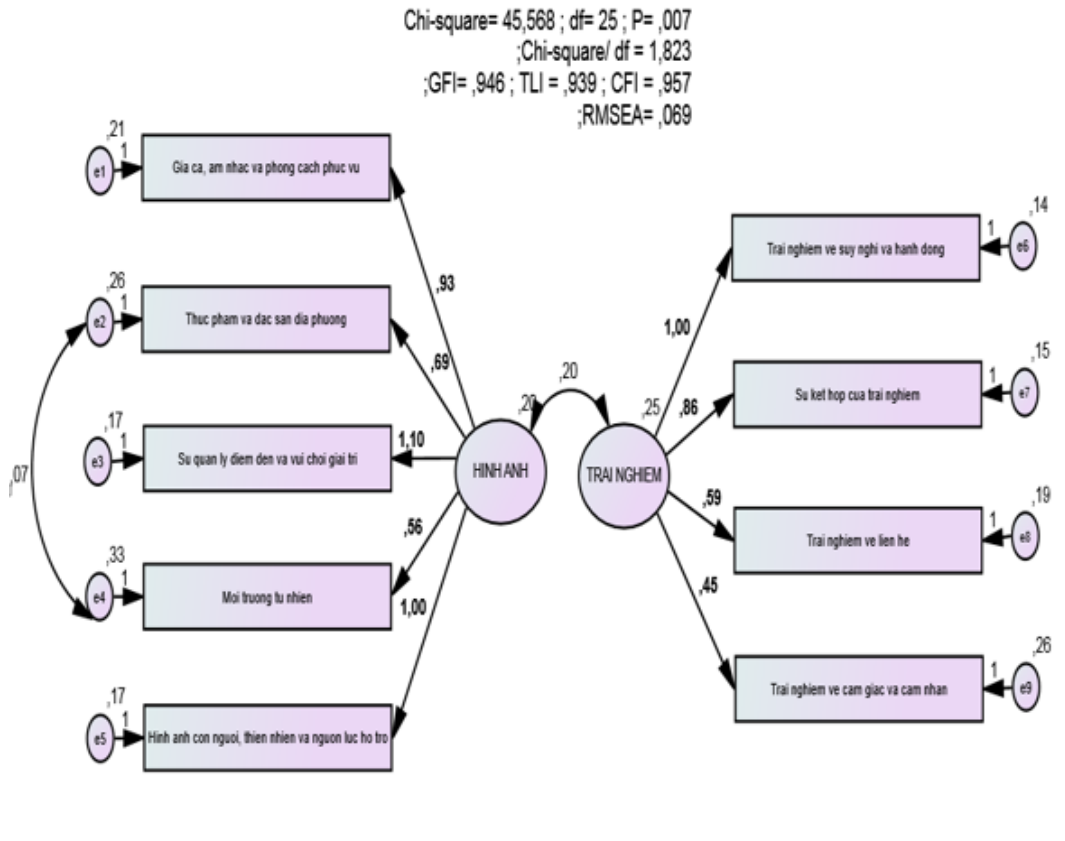 Chi-square= 45,568 ; df= 25 ; P= ,007
;Chi-square/ df = 1,823
;GFI= ,946 ; TLI = ,939 ; CFI = ,957
;RMSEA= ,069
,21
e1
1
Gia ca, am nhac va phong cach phuc vu
,26
e2
1
Thuc pham va dac san dia phuong
,17
e3
1
Su quan ly diem den va vui choi giai tri
,07
,33
e4
1
Moi truong tu nhien
,17
e5
1
Hinh anh con nguoi, thien nhien va nguon luc ho tro
,93
,69
1,10
,56
1,00
,20
HINH ANH
,20
,25
TRAI NGHIEM
1,00
,86
,59
,45
Trai nghiem ve suy nghi va hanh dong
1
e6
,14
Su ket hop cua trai nghiem
1
e7
,15
Trai nghiem ve lien he
1
e8
,19
Trai nghiem ve cam giac va cam nhan
1
e9
,26